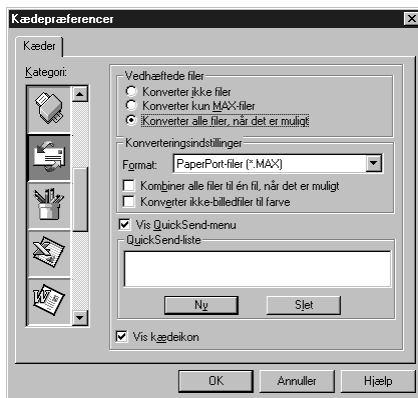 Kædepræferencer
Kæder
Kategori:
Vedhæftede filer
Konverter ikke filer
Konverter kun MAX-filer
Konverter alle filer, når det er muligt
Konverteringsindstillinger
Format: PaperPort-filer (*.MAX)
Kombiner alle filer til én fil, når det er muligt
Konverter ikke-billedfiler til farve
Vis QuickSend-menu
QuickSend-liste
Ny Slet
Vis kædeikon
OK Annuller Hjælp